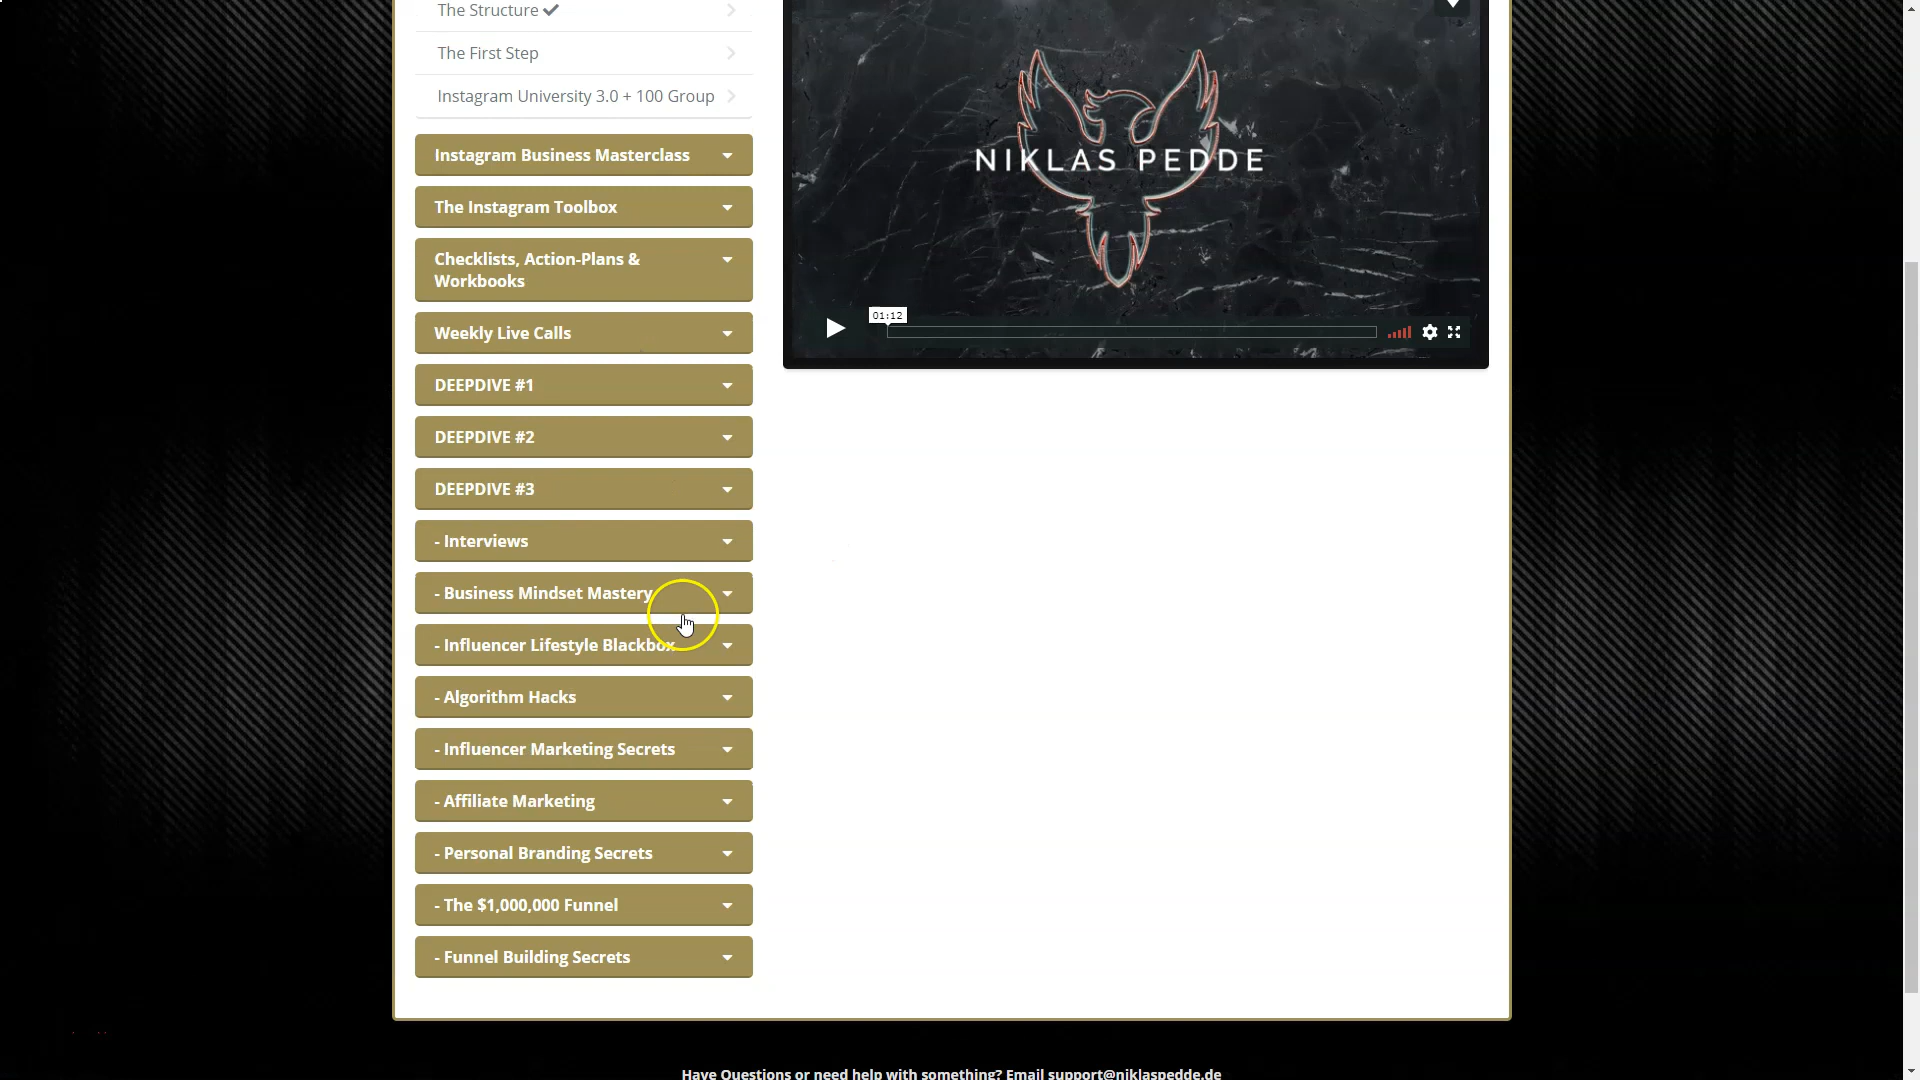 The Structure
The First Step
Instagram University 3.0 + 100 Group
Instagram Business Masterclass
The Instagram Toolbox
Checklists, Action-Plans &
Workbooks
Weekly Live Calls
DEEPDIVE #1
DEEPDIVE #2
DEEPDIVE #3
- Interviews
- Business Mindset Mastery
- Influencer Lifestyle Blackbox
- Algorithm Hacks
- Influencer Marketing Secrets
- Affiliate Marketing
- Personal Branding Secrets
- The $1,000,000 Funnel
- Funnel Building Secrets
NIKLAS PEDDE
01:12
Have Questions or need help with something? Email support@niklaspedde.de